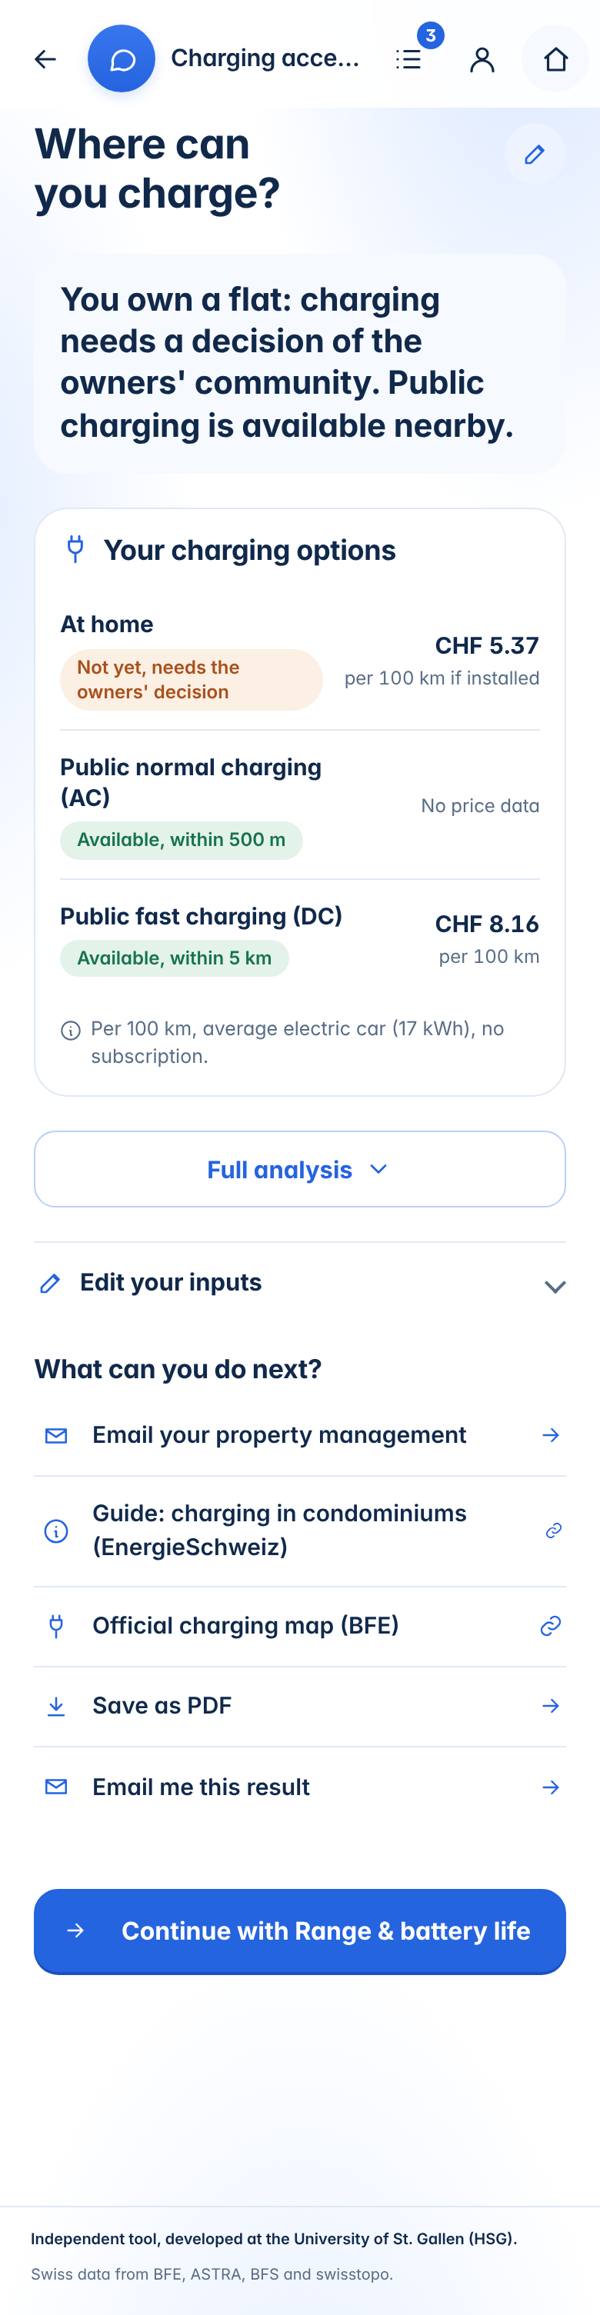 Charging acce...
3
Where can
you charge?
You own a flat: charging
needs a decision of the
owners' community. Public
charging is available nearby.
Your charging options
At home
Not yet, needs the
owners' decision
CHF 5.37
per 100 km if installed
Public normal charging
(AC)
Available, within 500 m
No price data
Public fast charging (DC)
Available, within 5 km
CHF 8.16
per 100 km
Per 100 km, average electric car (17 kWh), no
subscription.
Full analysis
Edit your inputs
What can you do next?
Email your property management
Guide: charging in condominiums
(EnergieSchweiz)
Official charging map (BFE)
Save as PDF
Email me this result
Continue with Range & battery life
Independent tool, developed at the University of St. Gallen (HSG).
Swiss data from BFE, ASTRA, BFS and swisstopo.